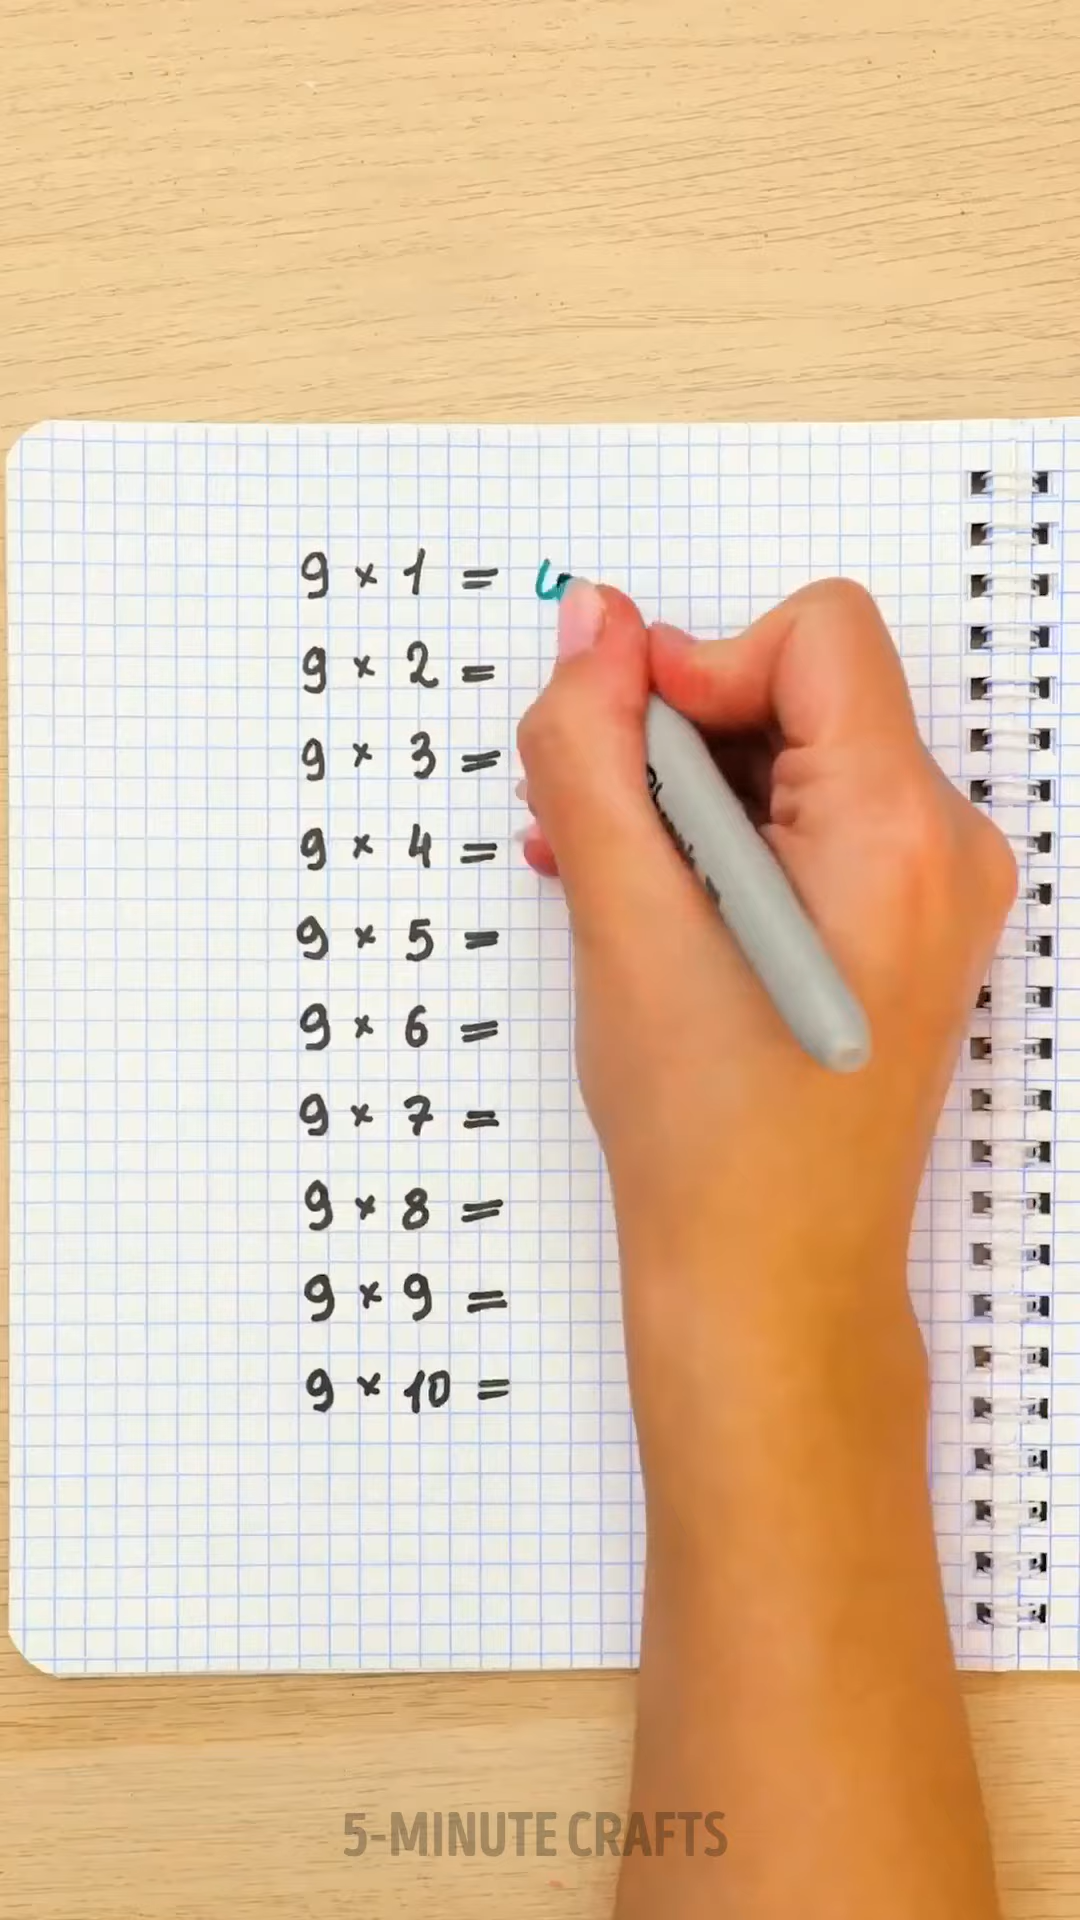 9 × 1 =
9 × 2 =
9 × 3 =
9 × 4 =
9 × 5 =
9 × 6 =
9 × 7 =
9 × 8 =
9 × 9 =
9 × 10 =
5-MINUTE CRAFTS